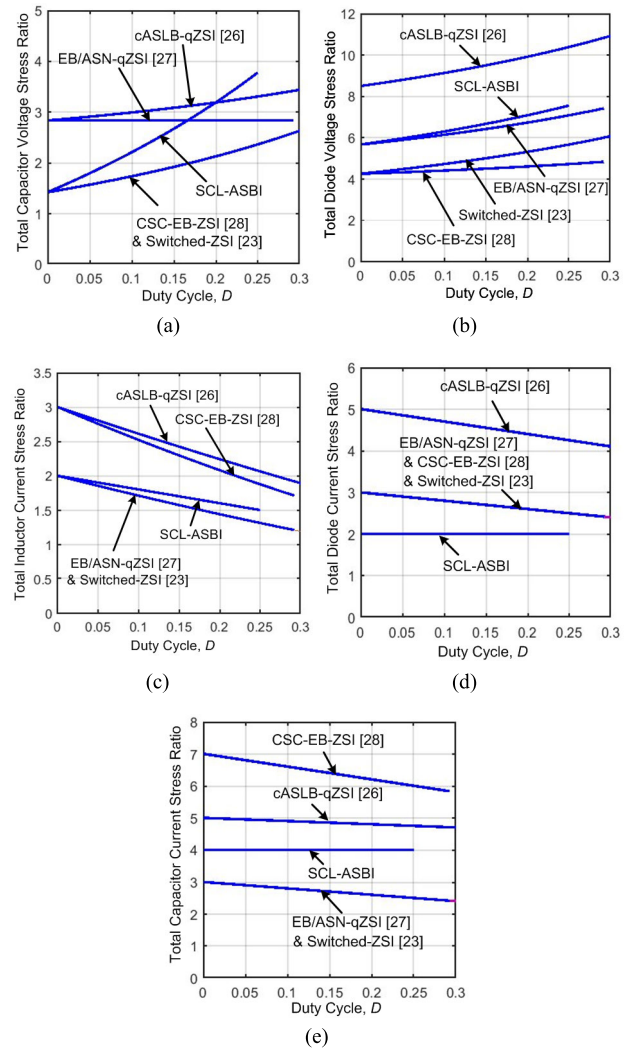 Total Capacitor Voltage Stress Ratio
5
4
3
2
1
0
cASLB-qZSI [26]
EB/ASN-qZSI [27]
SCL-ASBI
CSC-EB-ZSI [28]
& Switched-ZSI [23]
0 0.05 0.1 0.15 0.2 0.25 0.3
Duty Cycle, D
(a)
Total Diode Voltage Stress Ratio
12
10
8
6
4
2
0
cASLB-qZSI [26]
SCL-ASBI
EB/ASN-qZSI [27]
Switched-ZSI [23]
CSC-EB-ZSI [28]
0 0.05 0.1 0.15 0.2 0.25 0.3
Duty Cycle, D
(b)
Total Inductor Current Stress Ratio
3.5
3
2.5
2
1.5
1
0.5
0
cASLB-qZSI [26]
CSC-EB-ZSI [28]
SCL-ASBI
EB/ASN-qZSI [27]
& Switched-ZSI [23]
0 0.05 0.1 0.15 0.2 0.25 0.3
Duty Cycle, D
(c)
Total Diode Current Stress Ratio
6
5
4
3
2
1
0
cASLB-qZSI [26]
EB/ASN-qZSI [27]
& CSC-EB-ZSI [28]
& Switched-ZSI [23]
SCL-ASBI
0 0.05 0.1 0.15 0.2 0.25 0.3
Duty Cycle, D
(d)
Total Capacitor Current Stress Ratio
8
7
6
5
4
3
2
1
0
CSC-EB-ZSI [28]
cASLB-qZSI [26]
SCL-ASBI
EB/ASN-qZSI [27]
& Switched-ZSI [23]
0 0.05 0.1 0.15 0.2 0.25 0.3
Duty Cycle, D
(e)